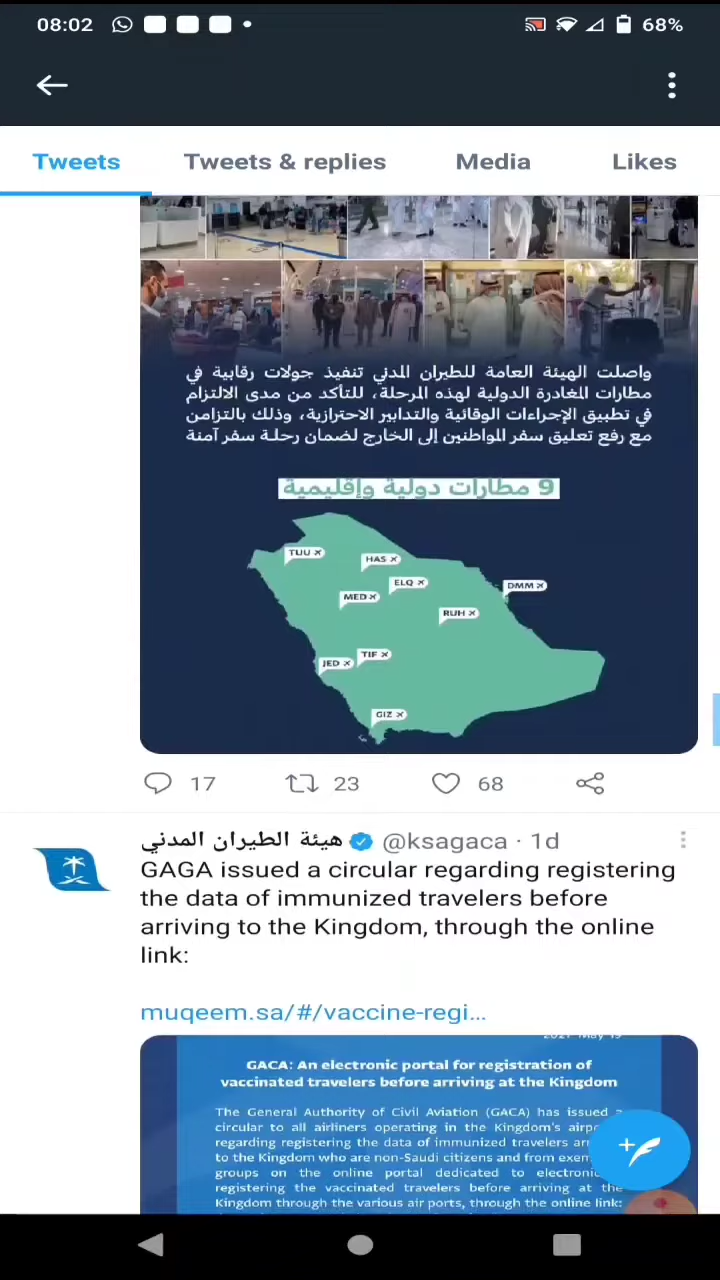 08:02
68%
Tweets Tweets & replies Media Likes
واصلت الهيئة العامة للطيران المدني تنفيذ جولات رقابية في
مطارات المغادرة الدولية لهذه المرحلة، للتأكد من مدى الالتزام
في تطبيق الإجراءات الوقائية والتدابير الاحترازية، وذلك بالتزامن
مع رفع تعليق سفر المواطنين إلى الخارج لضمان رحلة سفر آمنة
9 مطارات دولية وإقليمية
TUU
HAS
ELQ
DMM
MED
RUH
TIF
JED
GIZ
17 23 68
هيئة الطيران المدني @ksagaca · 1d
GAGA issued a circular regarding registering
the data of immunized travelers before
arriving to the Kingdom, through the online
link:
muqeem.sa/#/vaccine-regi...
2021 May 19
GACA: An electronic portal for registration of
vaccinated travelers before arriving at the Kingdom
The General Authority of Civil Aviation (GACA) has issued a
circular to all airliners operating in the Kingdom's
regarding registering the data of immunized travelers
to the Kingdom who are non-Saudi citizens and from
groups on the online portal dedicated to
registering the vaccinated travelers before arriving at the
Kingdom through the various air ports, through the online link: